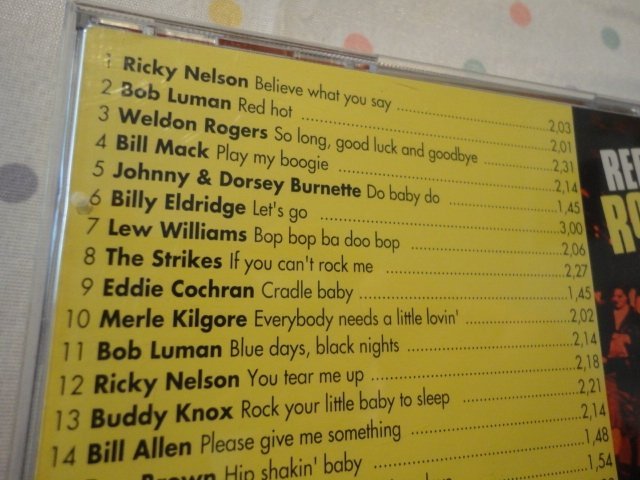 1 Ricky Nelson Believe what you say ........ 2,03
2 Bob Luman Red hot ........ 2,01
3 Weldon Rogers So long, good luck and goodbye ........ 2,31
4 Bill Mack Play my boogie ........ 2,14
5 Johnny & Dorsey Burnette Do baby do ........ 1,45
6 Billy Eldridge Let's go ........ 3,00
7 Lew Williams Bop bop ba doo bop ........ 2,06
8 The Strikes If you can't rock me ........ 2,27
9 Eddie Cochran Cradle baby ........ 1,45
10 Merle Kilgore Everybody needs a little lovin' ........ 2,02
11 Bob Luman Blue days, black nights ........ 2,14
12 Ricky Nelson You tear me up ........ 2,18
13 Buddy Knox Rock your little baby to sleep ........ 2,21
14 Bill Allen Please give me something ........ 2,14
Brown Hip shakin' baby ........ 1,48
1,54
RE
RO